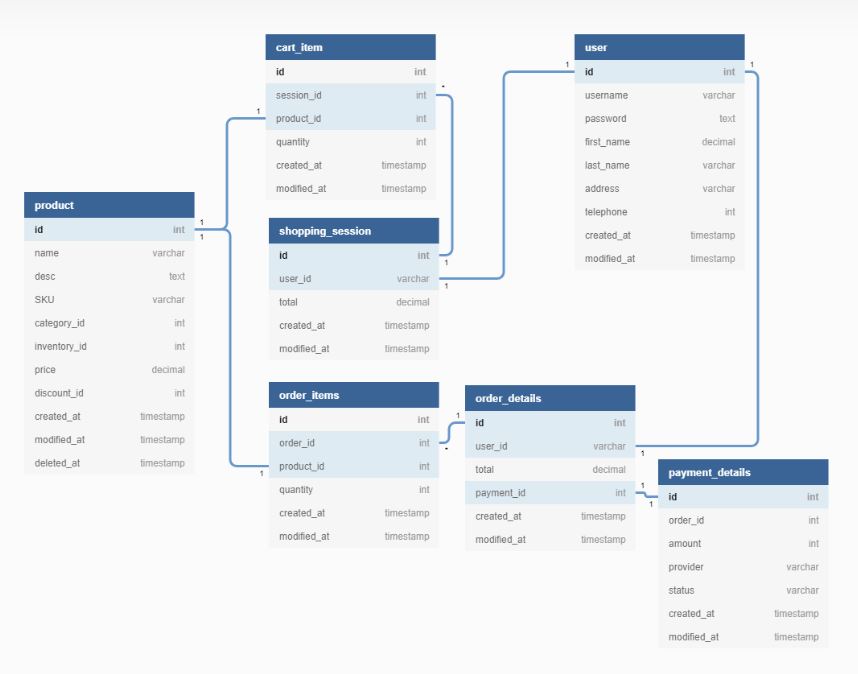 cart_item
id int
session_id int
product_id int
quantity int
created_at timestamp
modified_at timestamp
user
id int
username varchar
password text
first_name decimal
last_name varchar
address varchar
telephone int
created_at timestamp
modified_at timestamp
product
id int
name varchar
desc text
SKU varchar
category_id int
inventory_id int
price decimal
discount_id int
created_at timestamp
modified_at timestamp
deleted_at timestamp
shopping_session
id int
user_id varchar
total decimal
created_at timestamp
modified_at timestamp
order_items
id int
order_id int
product_id int
quantity int
created_at timestamp
modified_at timestamp
order_details
id int
user_id varchar
total decimal
payment_id int
created_at timestamp
modified_at timestamp
payment_details
id int
order_id int
amount int
provider varchar
status varchar
created_at timestamp
modified_at timestamp
1
*
1
1
1
1
1
1
1
1
*
1
1
1
1